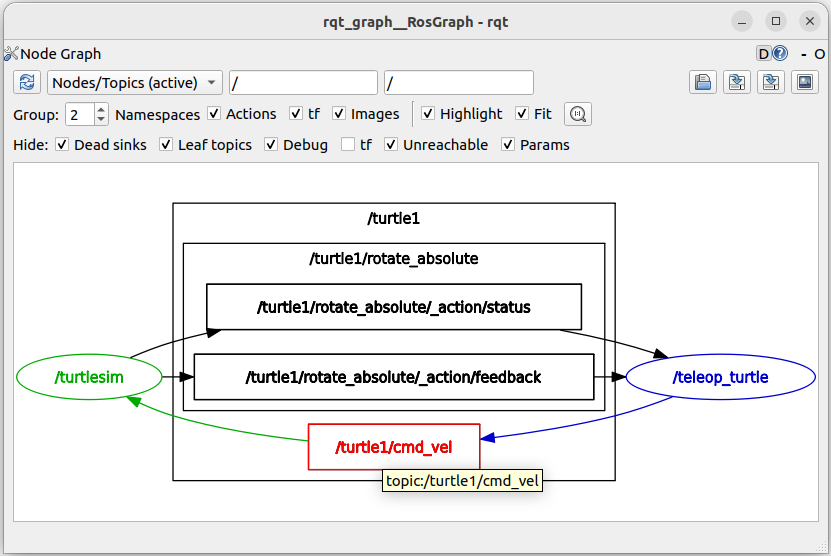 rqt_graph__RosGraph - rqt
Node Graph D ? - O
Nodes/Topics (active) / /
Group: 2 Namespaces Actions tf Images Highlight Fit
Hide: Dead sinks Leaf topics Debug tf Unreachable Params
/turtle1
/turtle1/rotate_absolute
/turtle1/rotate_absolute/_action/status
/turtlesim
/turtle1/rotate_absolute/_action/feedback
/teleop_turtle
/turtle1/cmd_vel
topic:/turtle1/cmd_vel